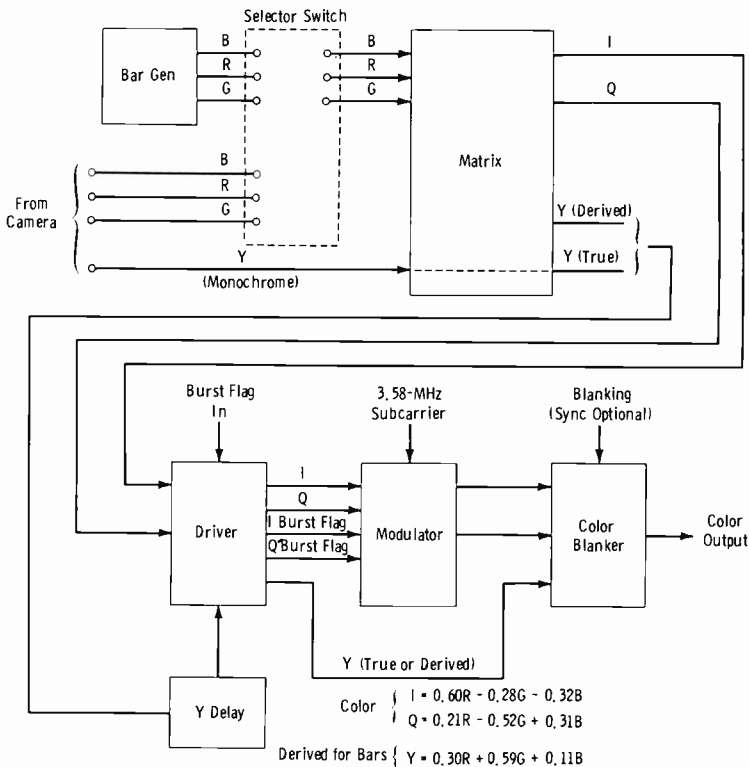 Selector Switch
Bar Gen
B
R
G
B
R
G
Matrix
I
Q
Y (Derived)
Y (True)
From
Camera
B
R
G
Y
(Monochrome)
Burst Flag
In
3.58-MHz
Subcarrier
Blanking
(Sync Optional)
Driver
I
Q
I Burst Flag
Q Burst Flag
Modulator
Color
Blanker
Color
Output
Y (True or Derived)
Y Delay
Color { I = 0.60R - 0.28G - 0.32B
Q = 0.21R - 0.52G + 0.31B
Derived for Bars { Y = 0.30R + 0.59G + 0.11B